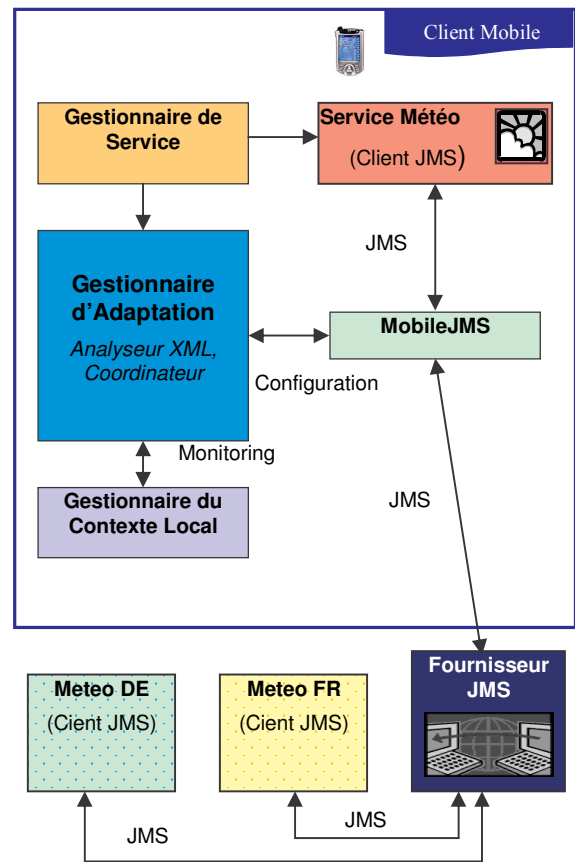 Client Mobile
Gestionnaire de
Service
Service Météo
(Client JMS)
JMS
Gestionnaire
d'Adaptation
Analyseur XML,
Coordinateur
MobileJMS
Configuration
Monitoring
Gestionnaire du
Contexte Local
JMS
Meteo DE
(Cient JMS)
Meteo FR
(Cient JMS)
Fournisseur
JMS
JMS
JMS